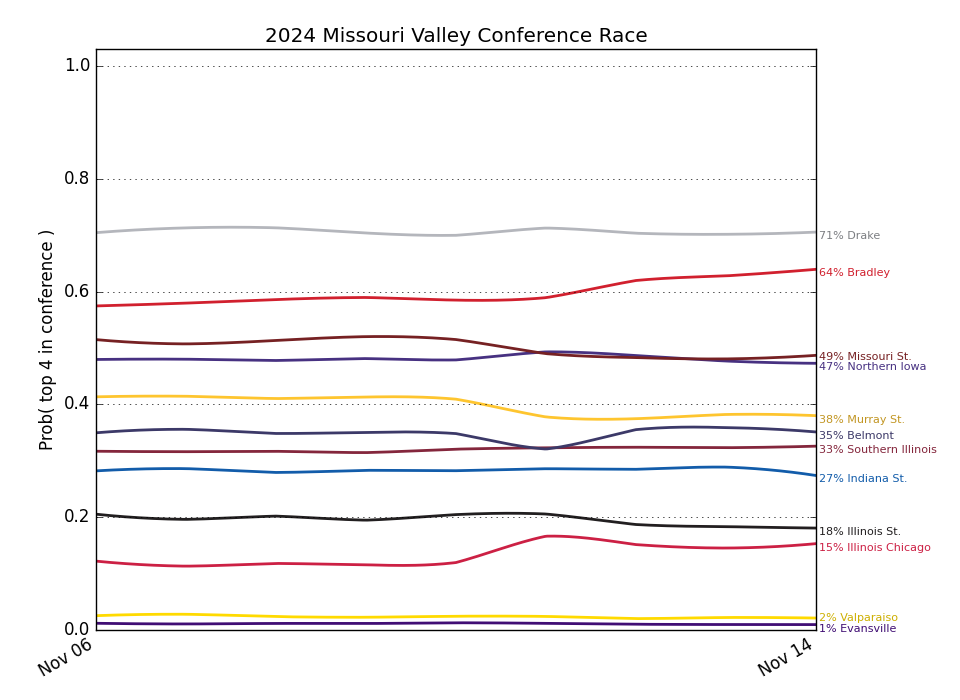 2024 Missouri Valley Conference Race
Prob( top 4 in conference )
1.0
0.8
0.6
0.4
0.2
0.0
Nov 06
Nov 14
71% Drake
64% Bradley
49% Missouri St.
47% Northern Iowa
38% Murray St.
35% Belmont
33% Southern Illinois
27% Indiana St.
18% Illinois St.
15% Illinois Chicago
2% Valparaiso
1% Evansville